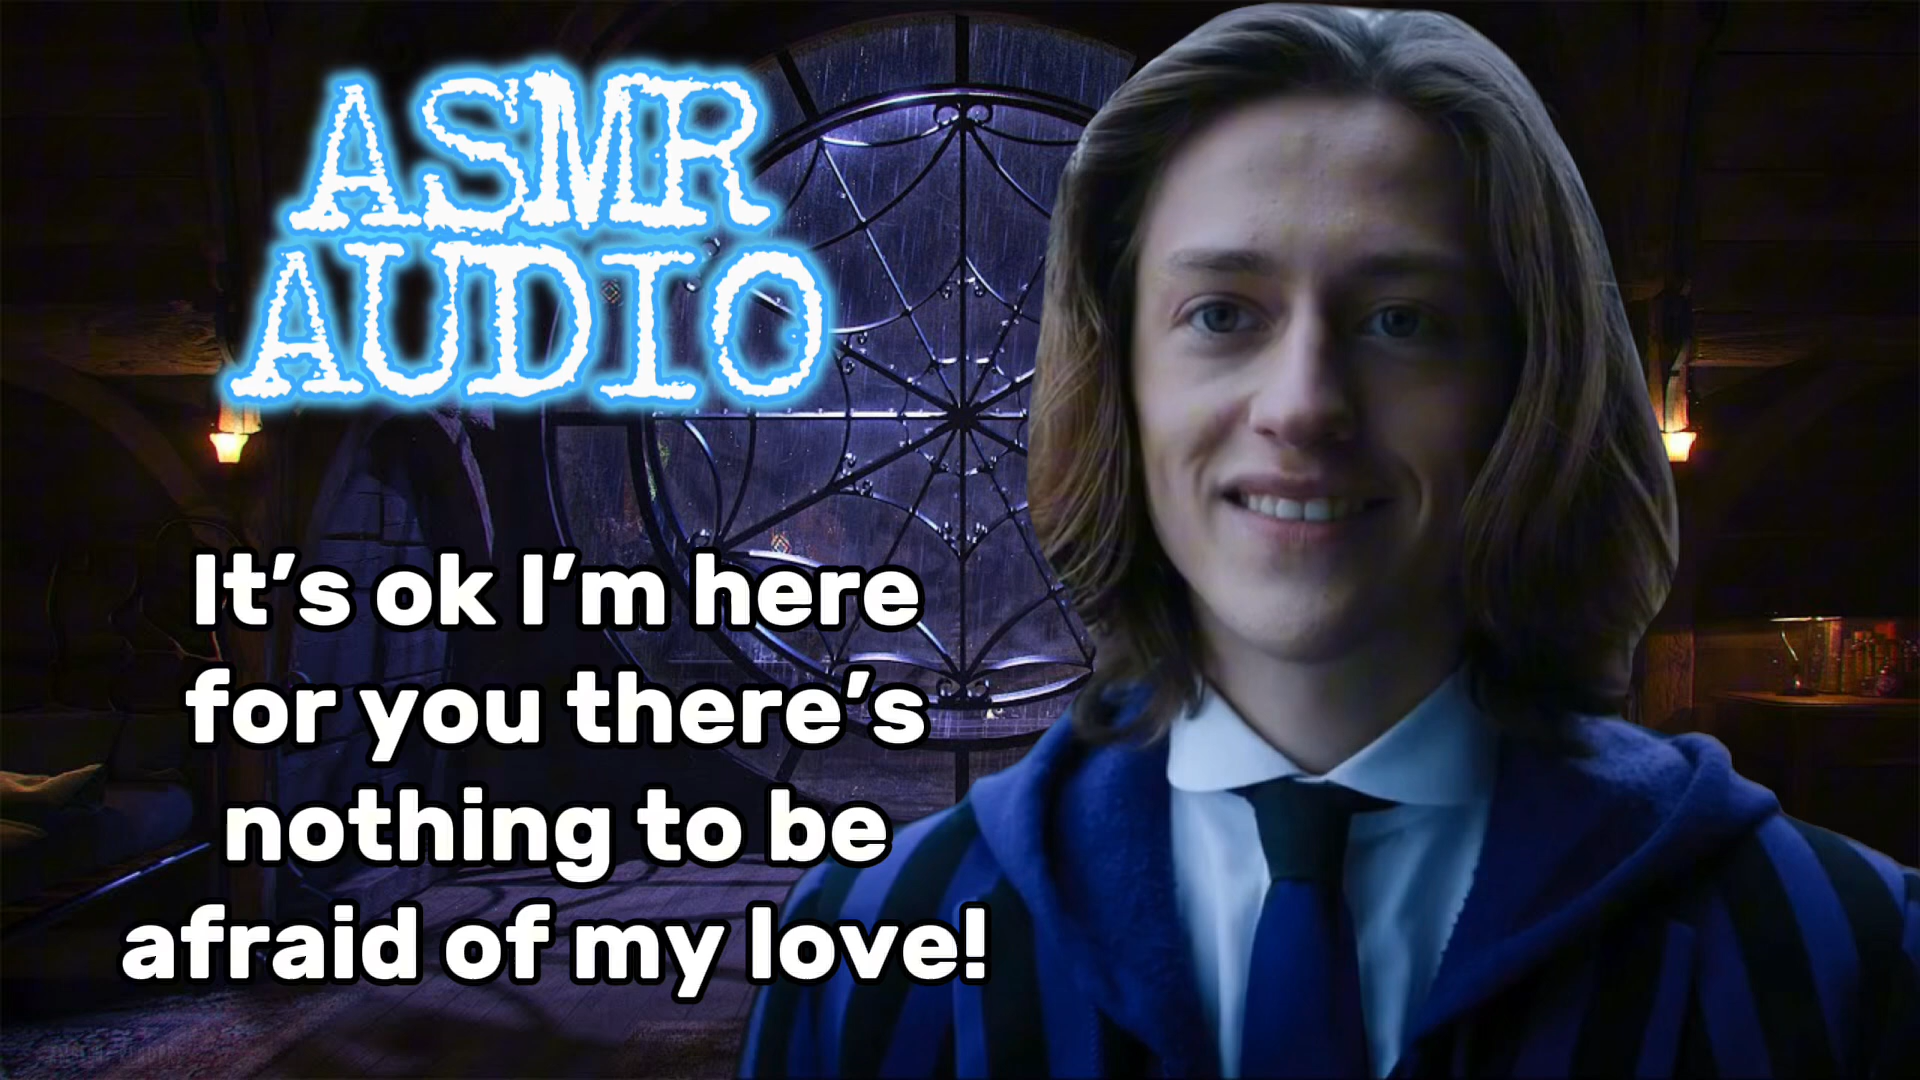 ASMR
AUDIO
It's ok I'm here
for you there's
nothing to be
afraid of my love!